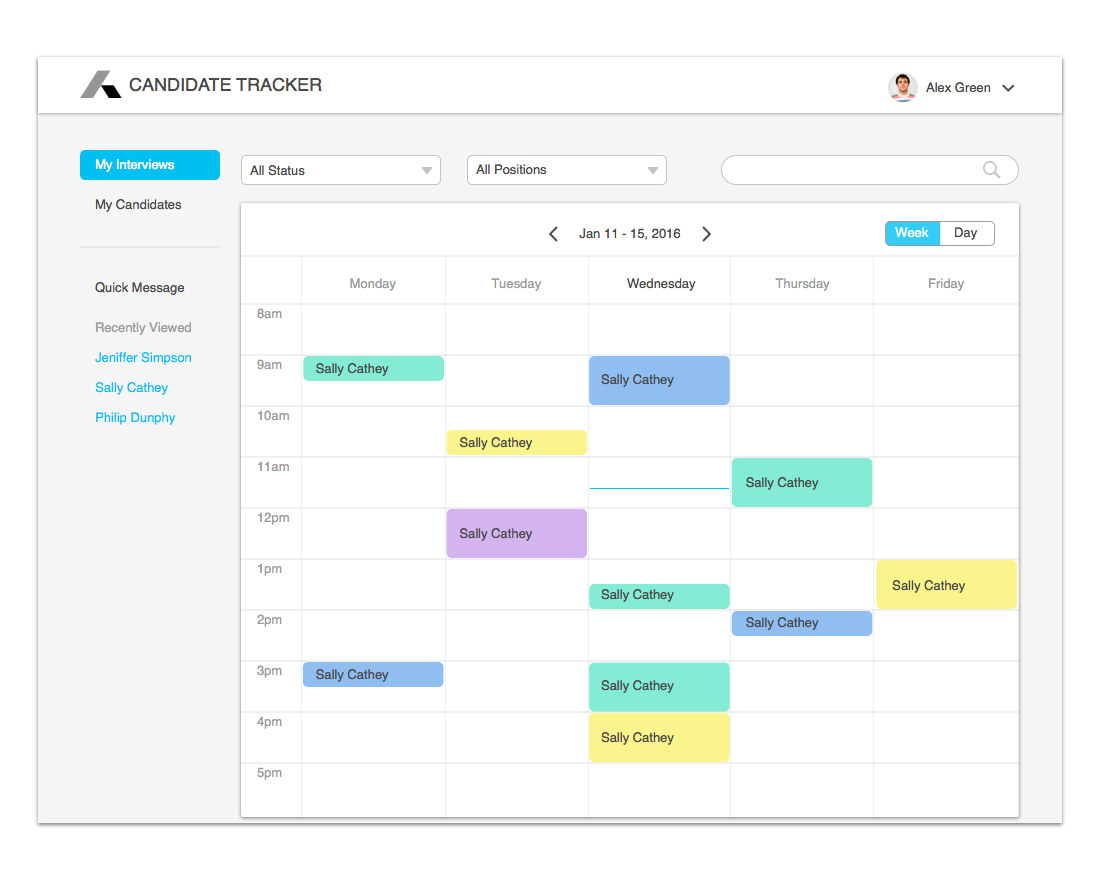 CANDIDATE TRACKER
Alex Green
My Interviews
All Status
All Positions
My Candidates
Quick Message
Recently Viewed
Jeniffer Simpson
Sally Cathey
Philip Dunphy
Jan 11 - 15, 2016
Week Day
Monday Tuesday Wednesday Thursday Friday
8am
9am
Sally Cathey
Sally Cathey
10am
Sally Cathey
11am
Sally Cathey
12pm
Sally Cathey
1pm
Sally Cathey
Sally Cathey
2pm
Sally Cathey
3pm
Sally Cathey
Sally Cathey
4pm
Sally Cathey
5pm